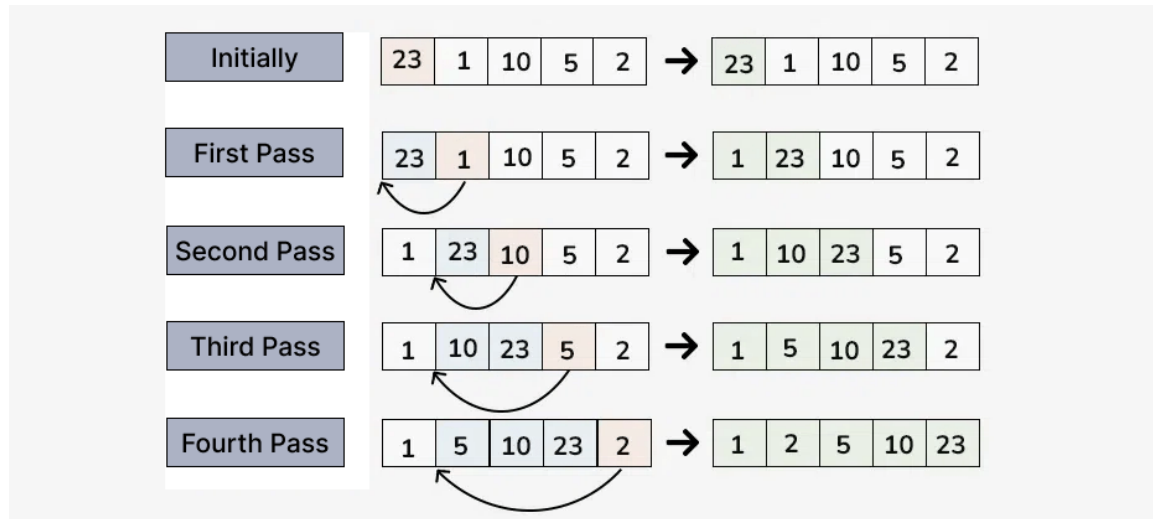 Initially 23 1 10 5 2 → 23 1 10 5 2
First Pass 23 1 10 5 2 → 1 23 10 5 2
Second Pass 1 23 10 5 2 → 1 10 23 5 2
Third Pass 1 10 23 5 2 → 1 5 10 23 2
Fourth Pass 1 5 10 23 2 → 1 2 5 10 23